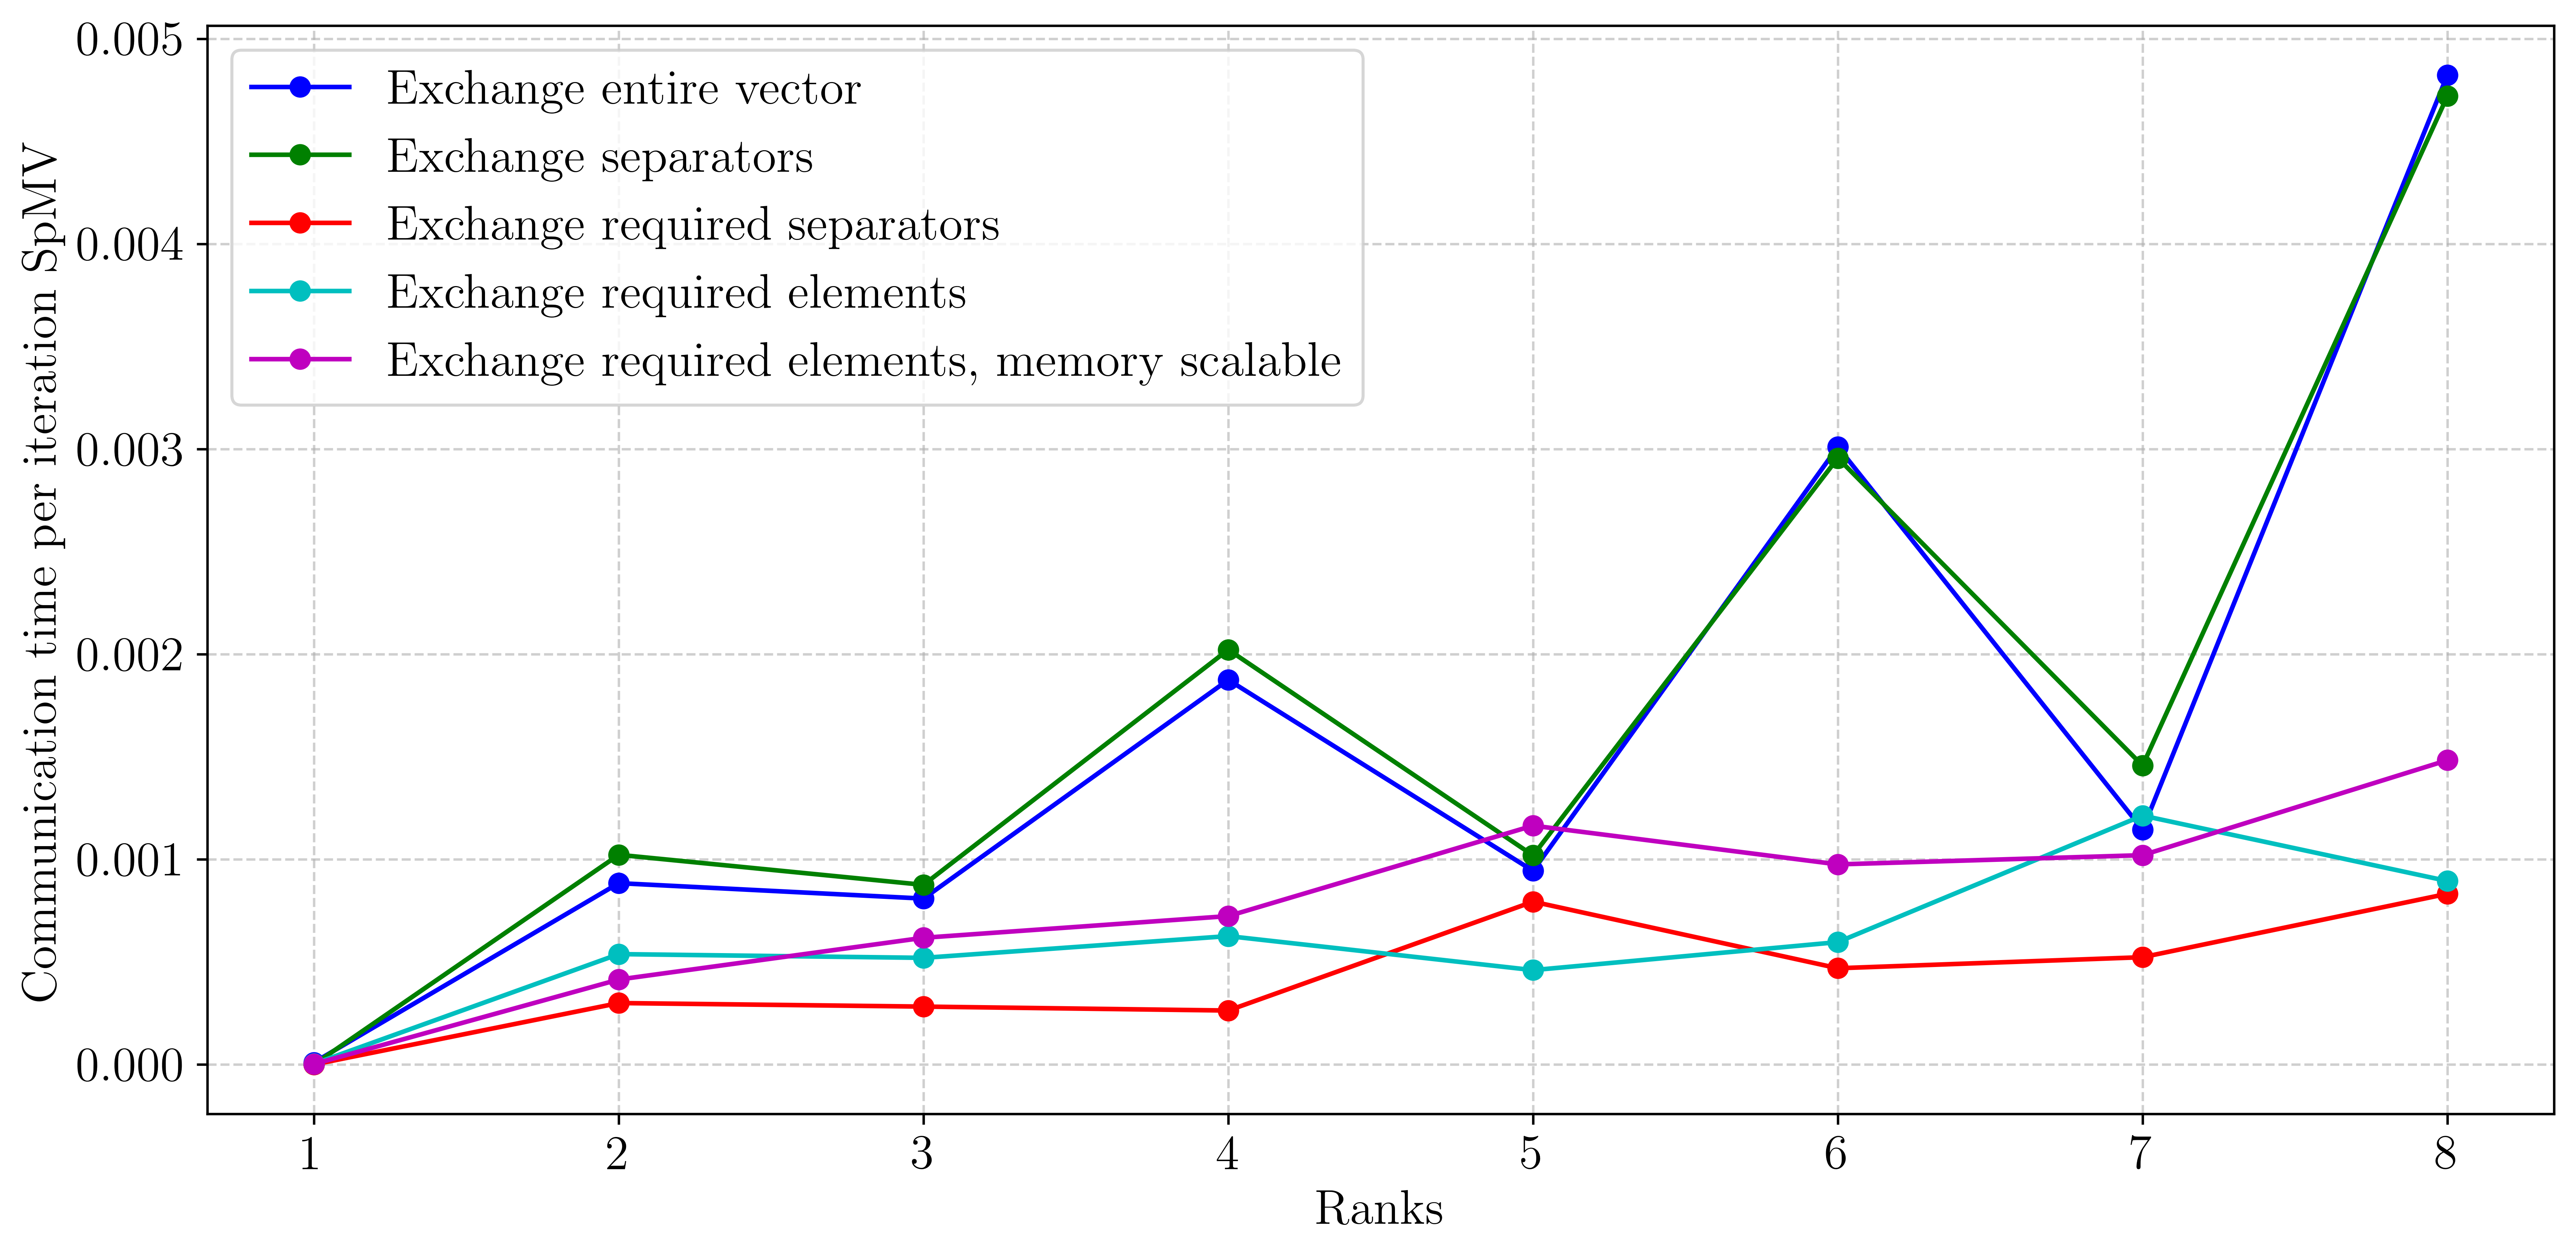 0.005
0.004
0.003
0.002
0.001
0.000
Communication time per iteration SpMV
Exchange entire vector
Exchange separators
Exchange required separators
Exchange required elements
Exchange required elements, memory scalable
1 2 3 4 5 6 7 8
Ranks